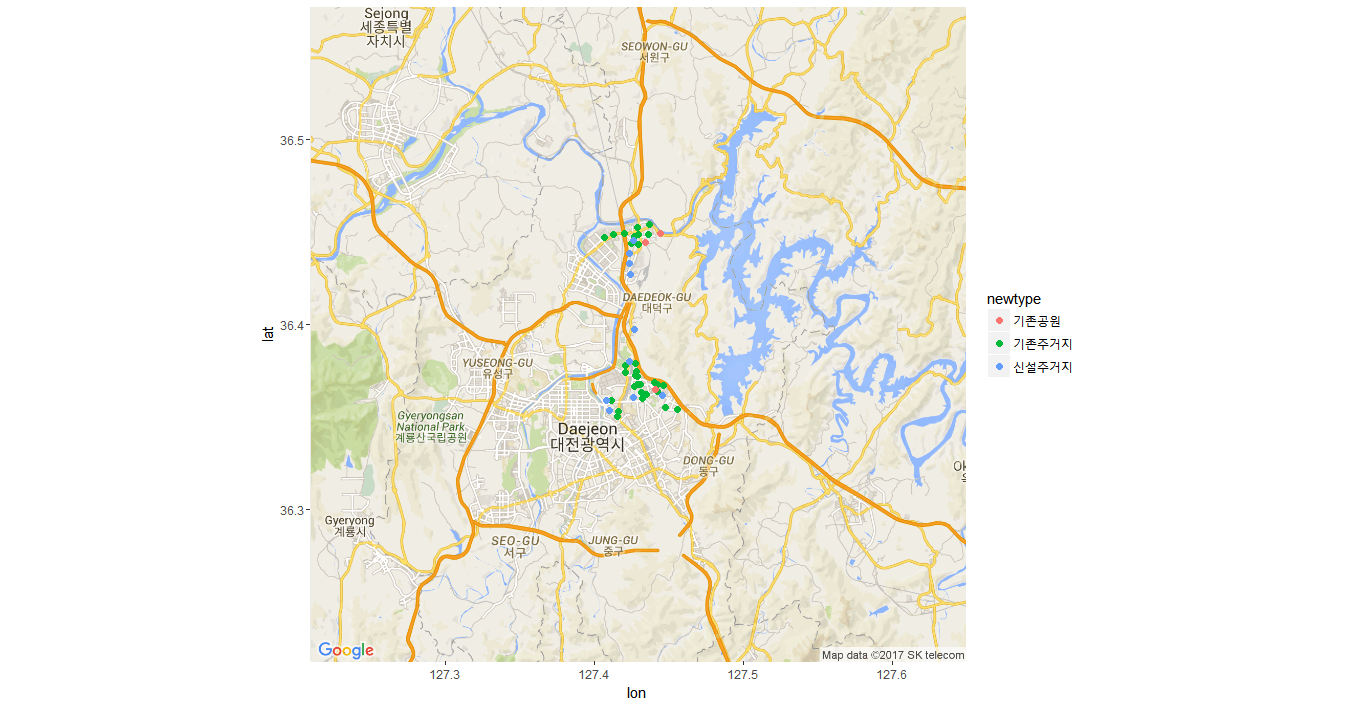 Sejong
세종특별
자치시
SEOWON-GU
서원구
36.5
DAEDEOK-GU
대덕구
newtype
기존공원
기존주거지
신설주거지
36.4
lat
YUSEONG-GU
유성구
Gyeryongsan
National Park
계룡산국립공원
Daejeon
대전광역시
DONG-GU
동구
Ok
36.3
Gyeryong
계룡시
SEO-GU
서구
JUNG-GU
중구
Google
Map data ©2017 SK telecom
127.3
127.4
127.5
127.6
lon